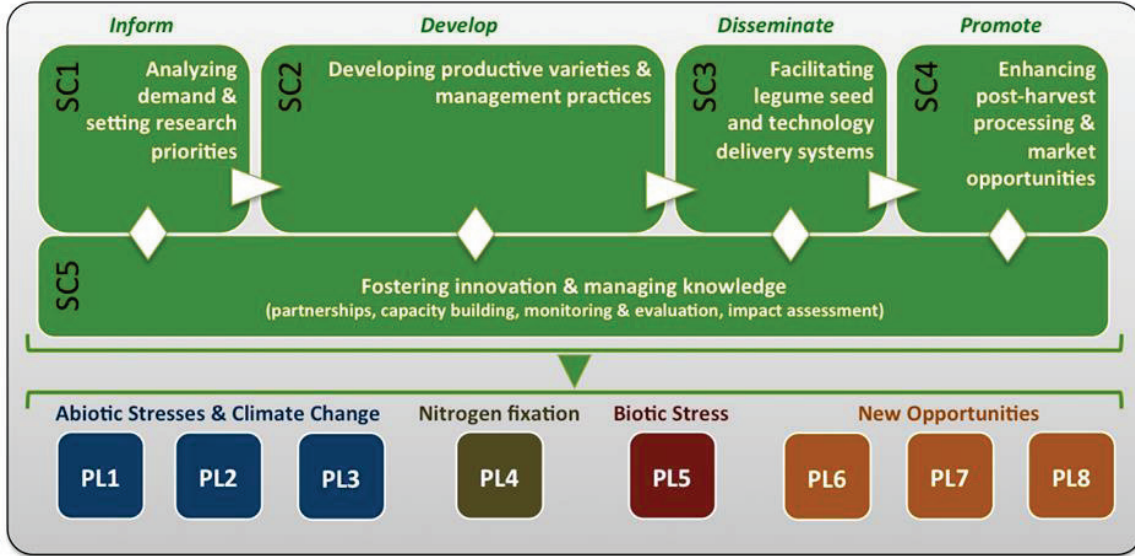 Inform
Develop
Disseminate
Promote
SC1
Analyzing
demand &
setting research
priorities
SC2
Developing productive varieties &
management practices
SC3
Facilitating
legume seed
and technology
delivery systems
SC4
Enhancing
post-harvest
processing &
market
opportunities
SC5
Fostering innovation & managing knowledge
(partnerships, capacity building, monitoring & evaluation, impact assessment)
Abiotic Stresses & Climate Change
Nitrogen fixation
Biotic Stress
New Opportunities
PL1
PL2
PL3
PL4
PL5
PL6
PL7
PL8